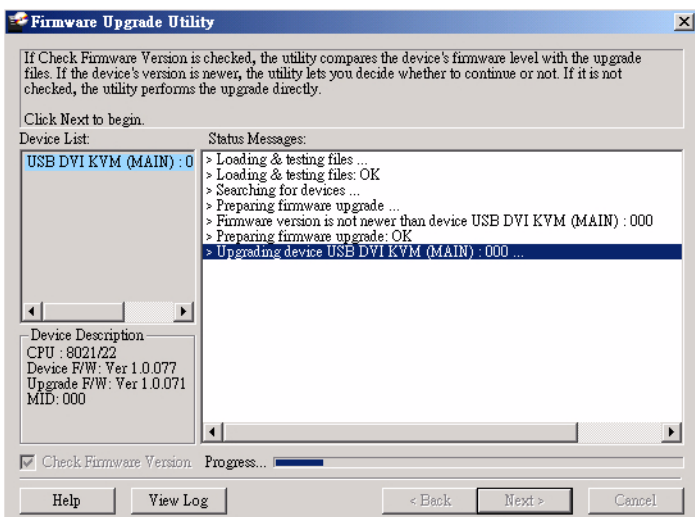 Firmware Upgrade Utility
If Check Firmware Version is checked, the utility compares the device's firmware level with the upgrade
files. If the device's version is newer, the utility lets you decide whether to continue or not. If it is not
checked, the utility performs the upgrade directly.
Click Next to begin.
Device List:
USB DVI KVM (MAIN) : 0
Status Messages:
> Loading & testing files ...
> Loading & testing files: OK
> Searching for devices ...
> Preparing firmware upgrade ...
> Firmware version is not newer than device USB DVI KVM (MAIN) : 000
> Preparing firmware upgrade: OK
> Upgrading device USB DVI KVM (MAIN) : 000 ...
Device Description
CPU : 8021/22
Device F/W: Ver 1.0.077
Upgrade F/W: Ver 1.0.071
MID: 000
Check Firmware Version
Progress...
Help
View Log
< Back
Next >
Cancel